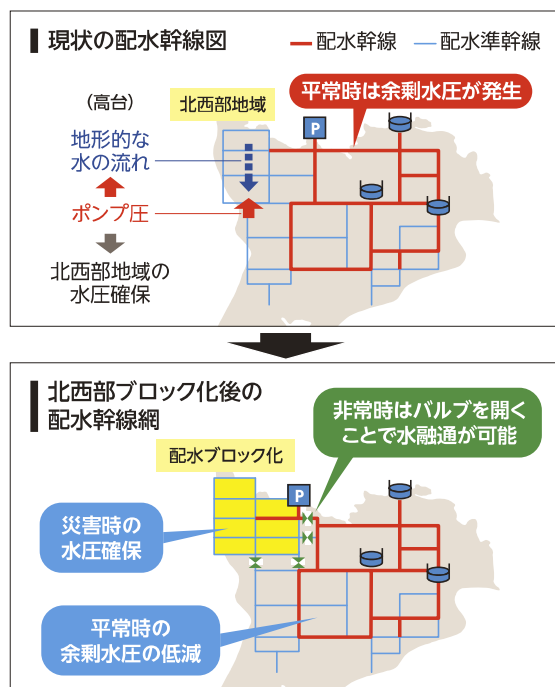 現状の配水幹線図
配水幹線
配水準幹線
平常時は余剰水圧が発生
(高台)
北西部地域
P
地形的な
水の流れ
ポンプ圧
北西部地域の
水圧確保
北西部ブロック化後の
配水幹線網
非常時はバルブを開く
ことで水融通が可能
配水ブロック化
P
災害時の
水圧確保
平常時の
余剰水圧の低減